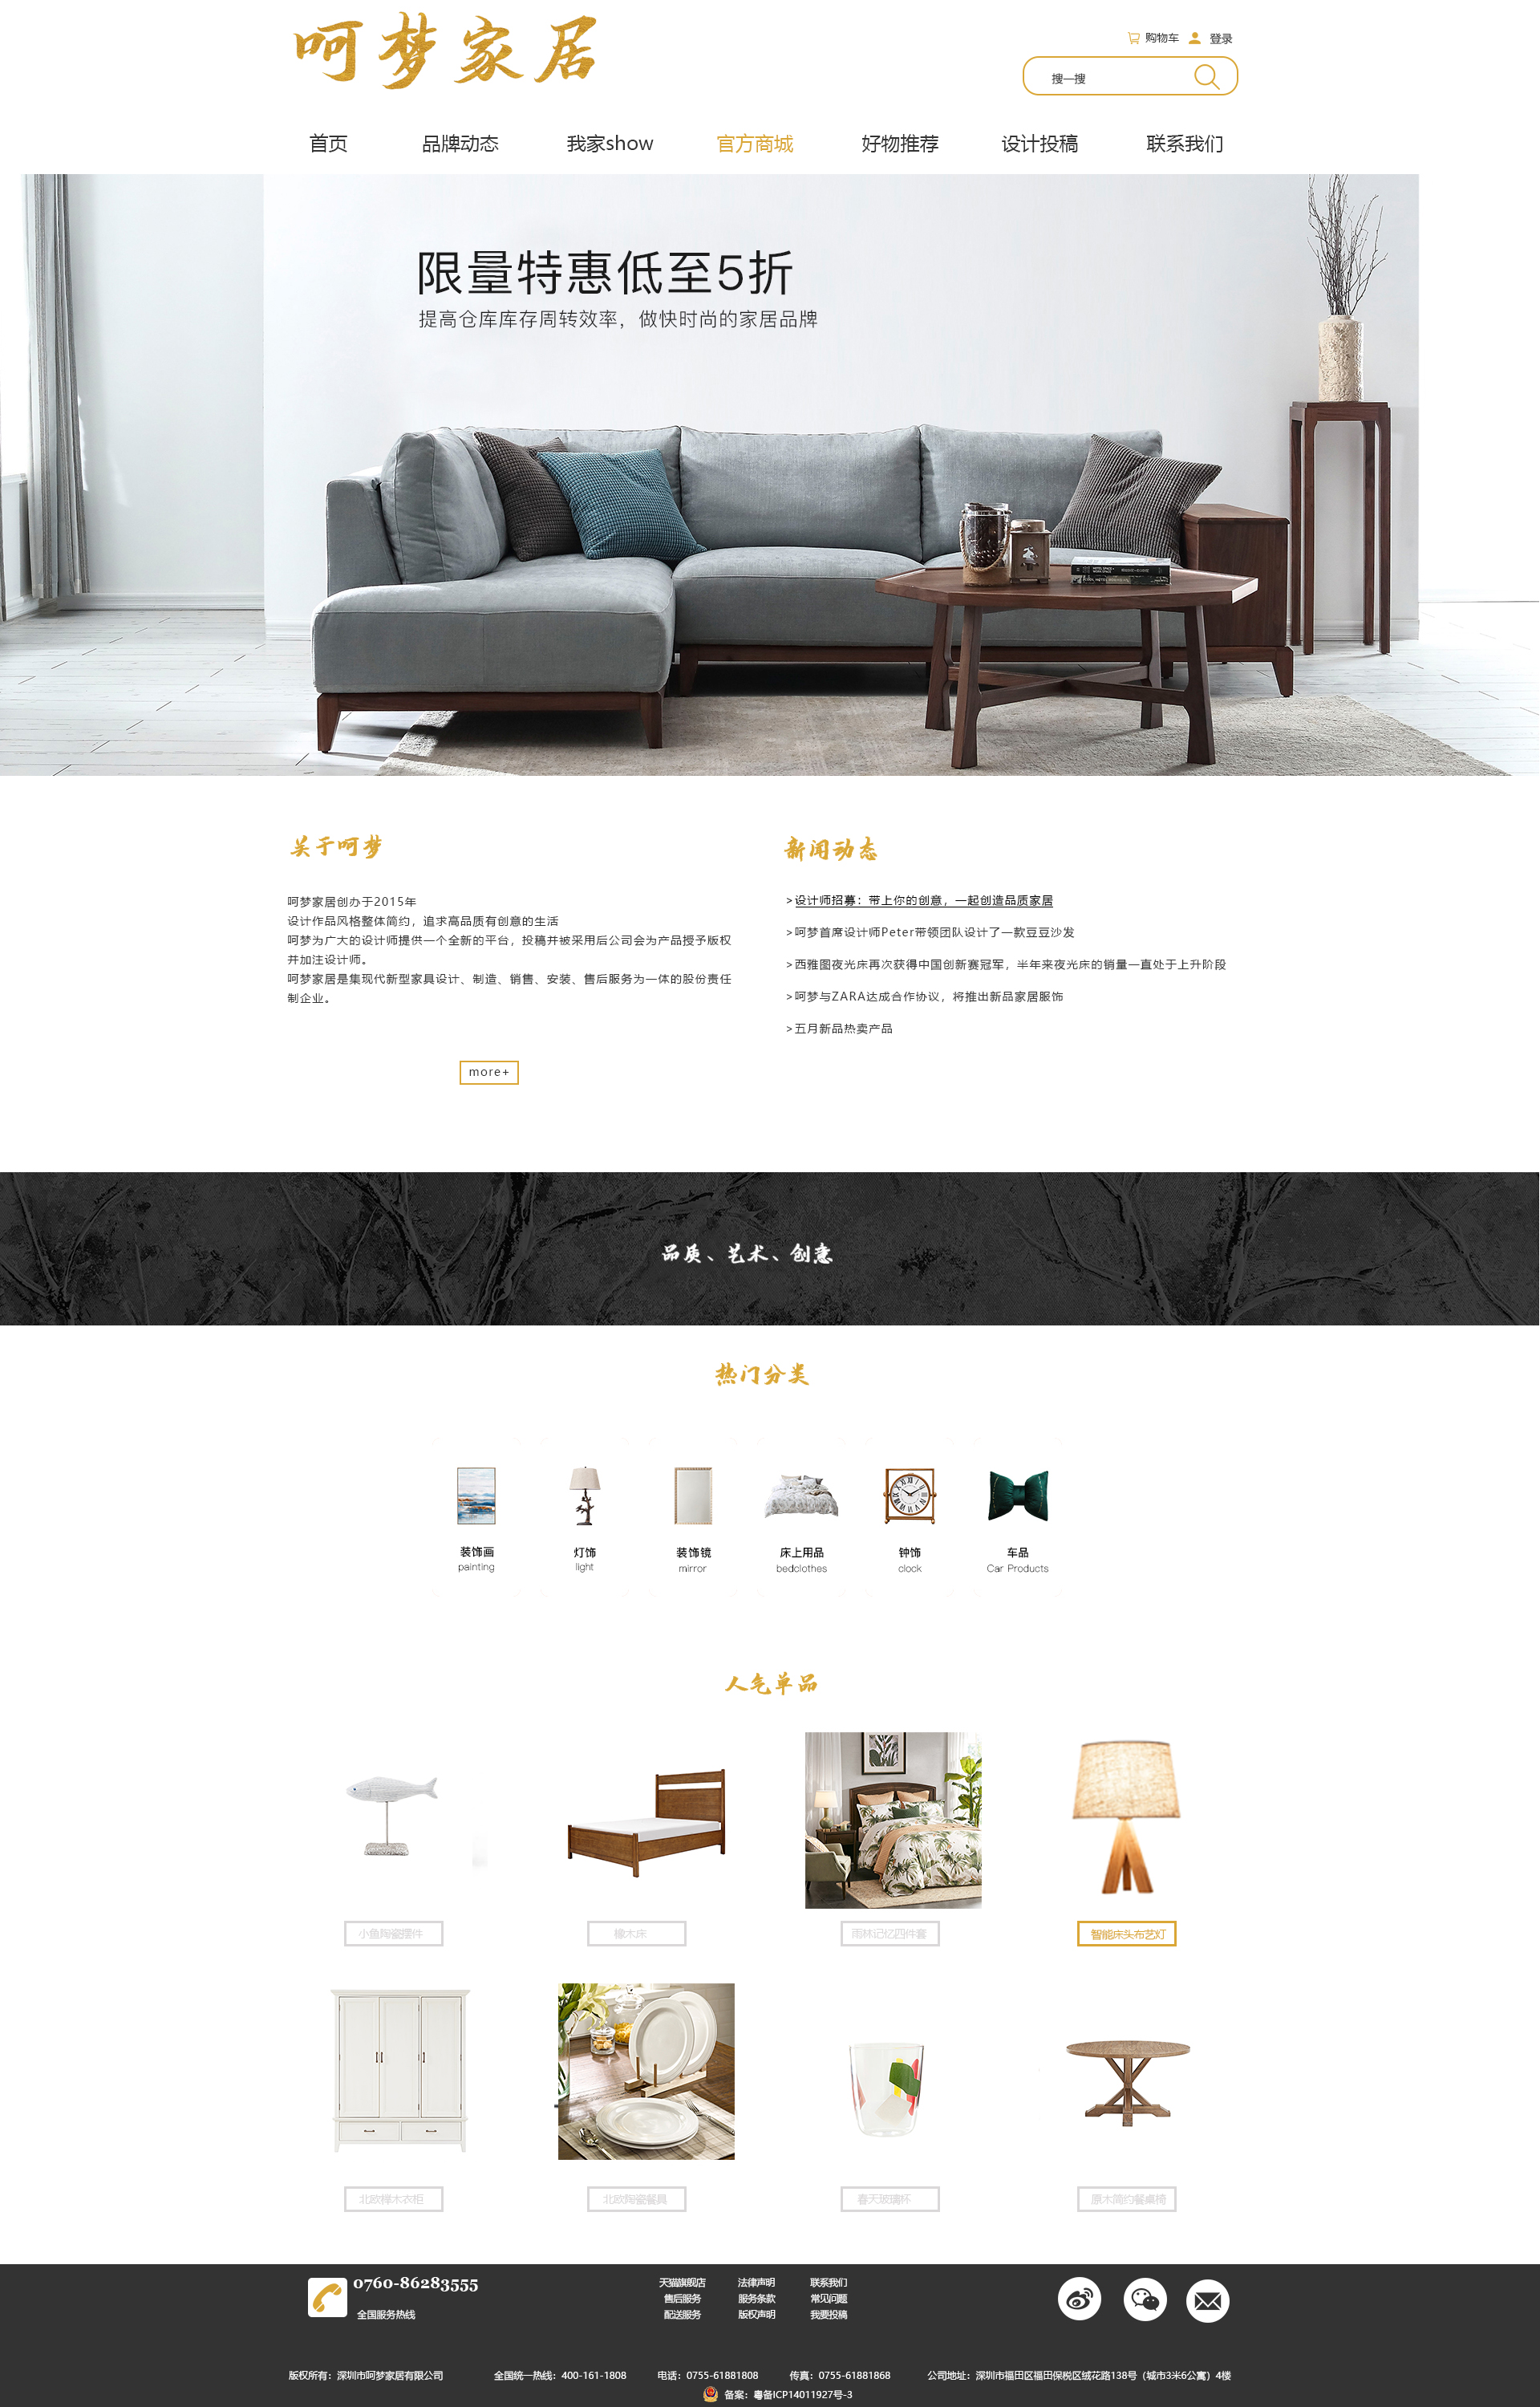 呵梦家居
购物车 登录
搜一搜
首页 品牌动态 我家show 官方商城 好物推荐 设计投稿 联系我们
限量特惠低至5折
提高仓库库存周转效率，做快时尚的家居品牌
关于呵梦
呵梦家居创办于2015年
设计作品风格整体简约，追求高品质有创意的生活
呵梦为广大的设计师提供一个全新的平台，投稿并被采用后公司会为产品授予版权
并加注设计师。
呵梦家居是集现代新型家具设计、制造、销售、安装、售后服务为一体的股份责任
制企业。
more+
新闻动态
>设计师招募：带上你的创意，一起创造品质家居
>呵梦首席设计师Peter带领团队设计了一款豆豆沙发
>西雅图夜光床再次获得中国创新赛冠军，半年来夜光床的销量一直处于上升阶段
>呵梦与ZARA达成合作协议，将推出新品家居服饰
>五月新品热卖产品
品质、艺术、创意
热门分类
装饰画 灯饰 装饰镜 床上用品 钟饰 车品
painting light mirror bedclothes clock Car Products
人气单品
小鱼陶瓷摆件 橡木床 雨林记忆四件套 智能床头布艺灯
北欧榉木衣柜 北欧陶瓷餐具 春天玻璃杯 原木简约餐桌椅
0760-86283555
全国服务热线
天猫旗舰店 法律声明 联系我们
售后服务 服务条款 常见问题
配送服务 版权声明 我要投稿
版权所有：深圳市呵梦家居有限公司 全国统一热线：400-161-1808 电话：0755-61881808 传真：0755-61881868 公司地址：深圳市福田区福田保税区绒花路138号（城市3米6公寓）4楼
备案：粤备ICP14011927号-3